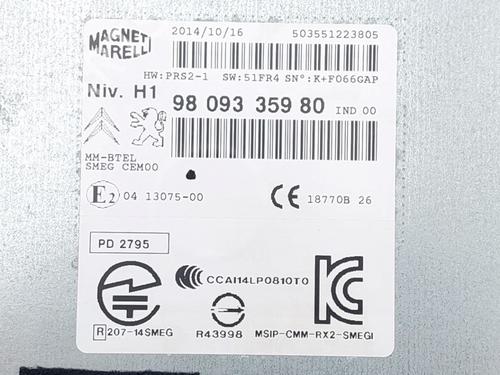 MAGNETI MARELLI
2014/10/16 503551223805
HW:PRS2-1 SW:51FR4 SN°:K+F066GAP
Niv. H1
98 093 359 80 IND 00
MM-BTEL
SMEG CEM00
E2 04 13075-00
CE 18770B 26
PD 2795
CCAI14LP0810T0
R 207-14SMEG
R43998
MSIP-CMM-RX2-SMEGI